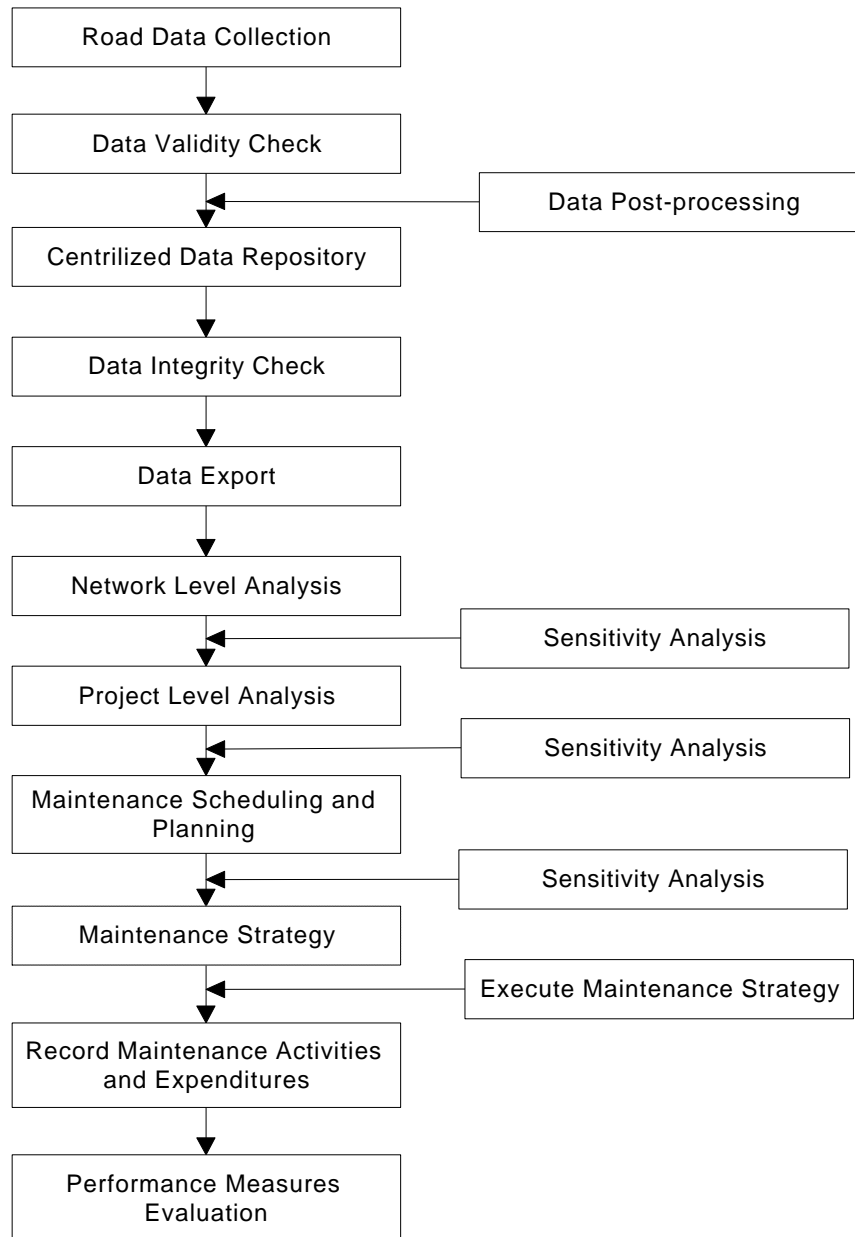 Road Data Collection
Data Validity Check
Data Post-processing
Centrilized Data Repository
Data Integrity Check
Data Export
Network Level Analysis
Sensitivity Analysis
Project Level Analysis
Sensitivity Analysis
Maintenance Scheduling and
Planning
Sensitivity Analysis
Maintenance Strategy
Execute Maintenance Strategy
Record Maintenance Activities
and Expenditures
Performance Measures
Evaluation